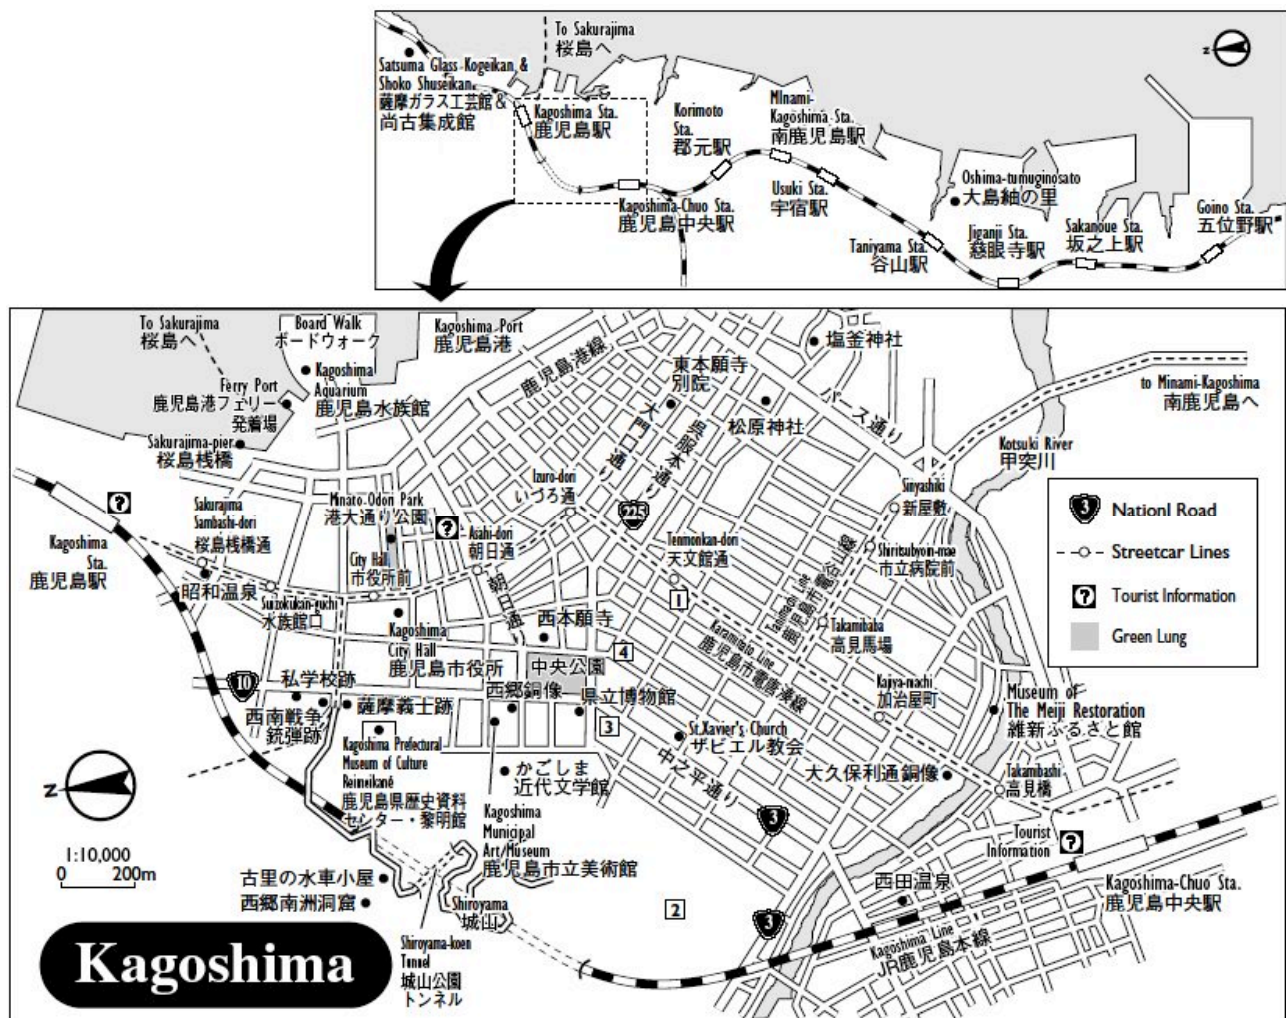 To Sakurajima
桜島へ
Satsuma Glass Kogeikan &
Shoko Shuseikan
薩摩ガラス工芸館&
尚古集成館
Kagoshima Sta.
鹿児島駅
Korimoto
Sta.
郡元駅
MInami-
Kagoshima Sta.
南鹿児島駅
N
Kagoshima-Chuo Sta.
鹿児島中央駅
Usuki Sta.
宇宿駅
Taniyama Sta.
谷山駅
Oshima-tumuginosato
大島紬の里
Jiganji Sta.
慈眼寺駅
Sakanoue Sta.
坂之上駅
Goino Sta.
五位野駅
To Sakurajima
桜島へ
Board Walk
ボードウォーク
Kagoshima Port
鹿児島港
Kagoshima
Aquarium
鹿児島水族館
Ferry Port
鹿児島港フェリー
発着場
Sakurajima-pier
桜島桟橋
鹿児島港線
東本願寺
別院
塩釜神社
松原神社
パース通り
大門口通り
呉服本通り
to Minami-Kagoshima
南鹿児島へ
Kotsuki River
甲突川
?
Kagoshima
Sta.
鹿児島駅
Sakurajima
Sambashi-dori
桜島桟橋通
Minato-Odori Park
港大通り公園
?
Izuro-dori
いづろ通
225
Asahi-dori
朝日通
City Hall
市役所前
Tenmonkan-dori
天文館通
Sinyashiki
新屋敷
Shiritsubyoin-mae
市立病院前
3
Nationl Road
Streetcar Lines
?
Tourist Information
Green Lung
昭和温泉
Suizokukan-guchi
水族館口
朝日通り
1
Taniyama Line
鹿児島市電谷山線
Takamibaba
高見馬場
Karamimato Line
鹿児島市電唐湊線
Kagoshima
City Hall
鹿児島市役所
西本願寺
中央公園
4
10
私学校跡
西南戦争
銃弾跡
薩摩義士跡
西郷銅像
県立博物館
3
Kajiya-machi
加治屋町
Museum of
The Meiji Restoration
維新ふるさと館
St.Xavier's Church
ザビエル教会
中之平通り
大久保利通銅像
Takamibashi
高見橋
N
Kagoshima Prefectural
Museum of Culture
Reimeikané
鹿児島県歴史資料
センター・黎明館
かごしま
近代文学館
Kagoshima
Municipal
Art/Museum
鹿児島市立美術館
3
Tourist
Information
?
1:10,000
0 200m
古里の水車小屋
西郷南洲洞窟
Shiroyama
城山
Shiroyama-koen
Tunnel
城山公園
トンネル
2
3
西田温泉
Kagoshima-Chuo Sta.
鹿児島中央駅
Kagoshima Line
JR鹿児島本線
Kagoshima